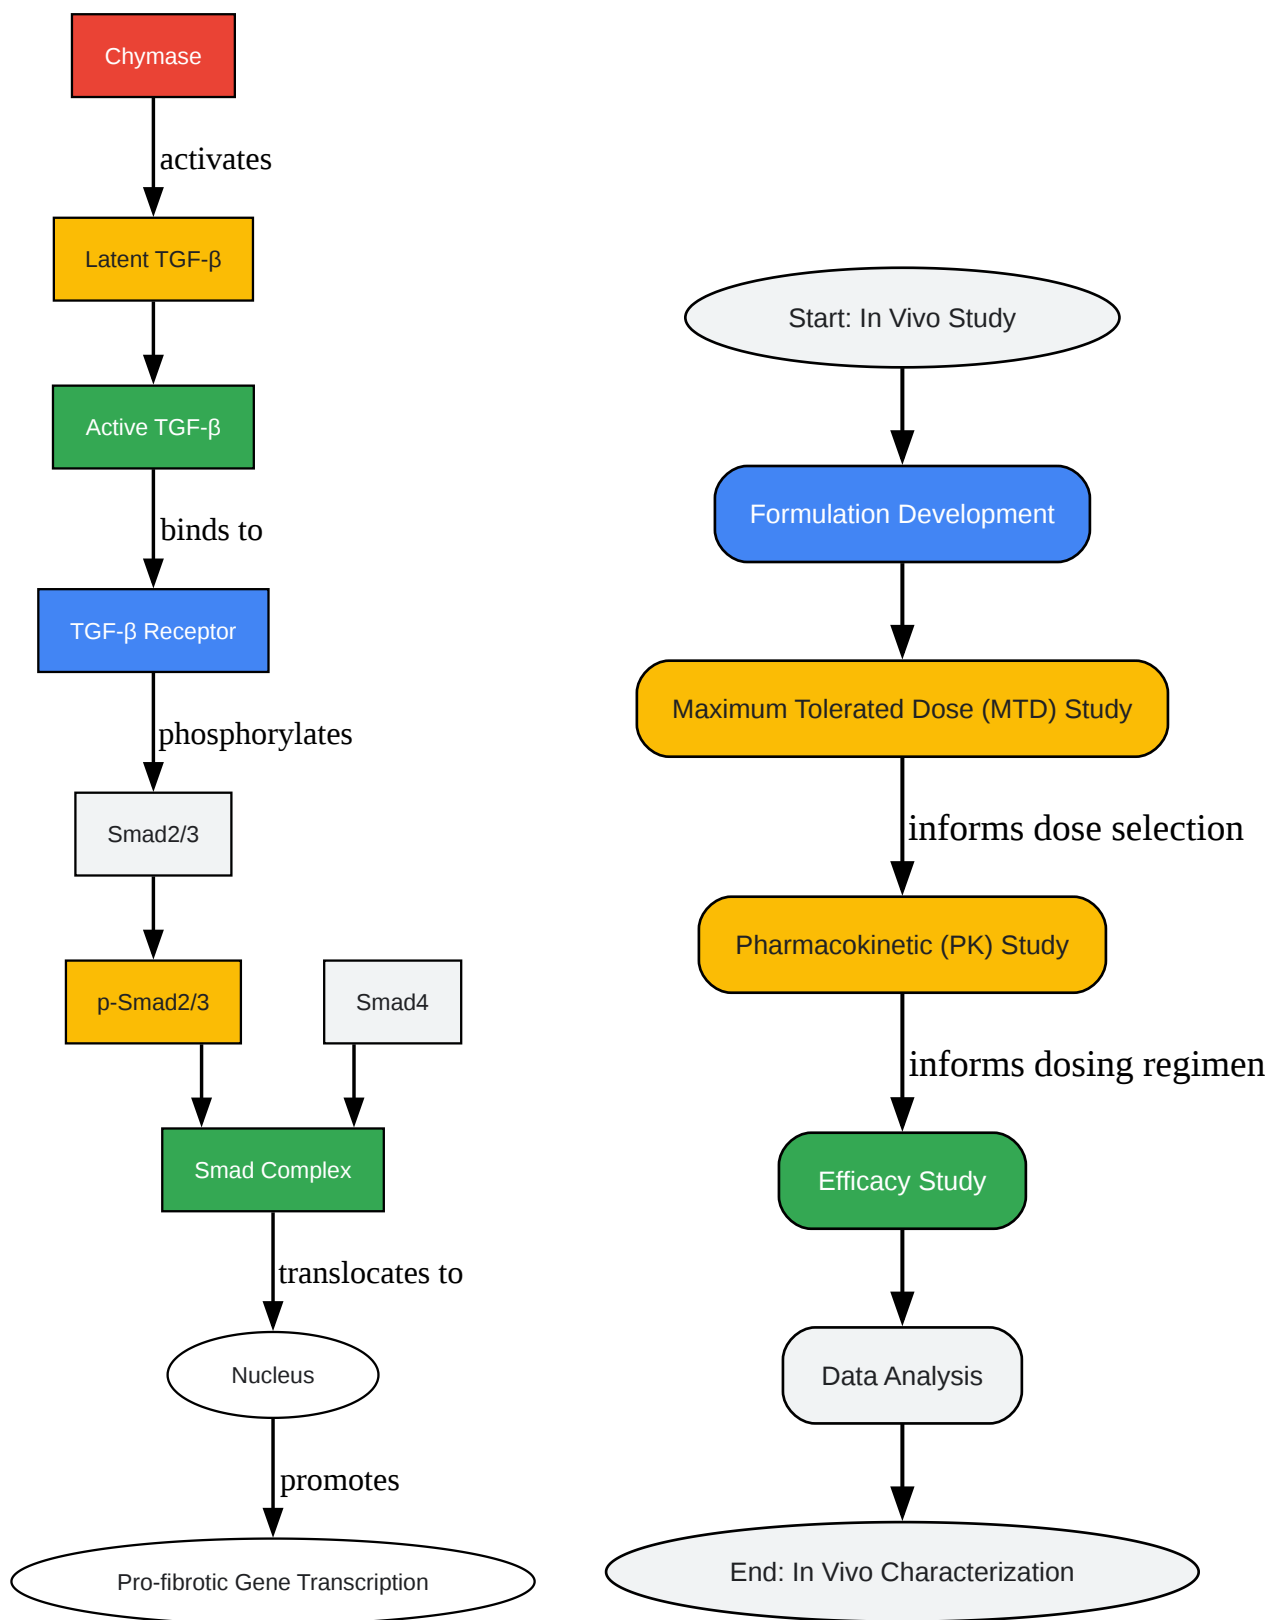 Chymase
activates
Latent TGF-β
Active TGF-β
binds to
TGF-β Receptor
phosphorylates
Smad2/3
p-Smad2/3
Smad4
Smad Complex
translocates to
Nucleus
promotes
Pro-fibrotic Gene Transcription
Start: In Vivo Study
Formulation Development
Maximum Tolerated Dose (MTD) Study
informs dose selection
Pharmacokinetic (PK) Study
informs dosing regimen
Efficacy Study
Data Analysis
End: In Vivo Characterization